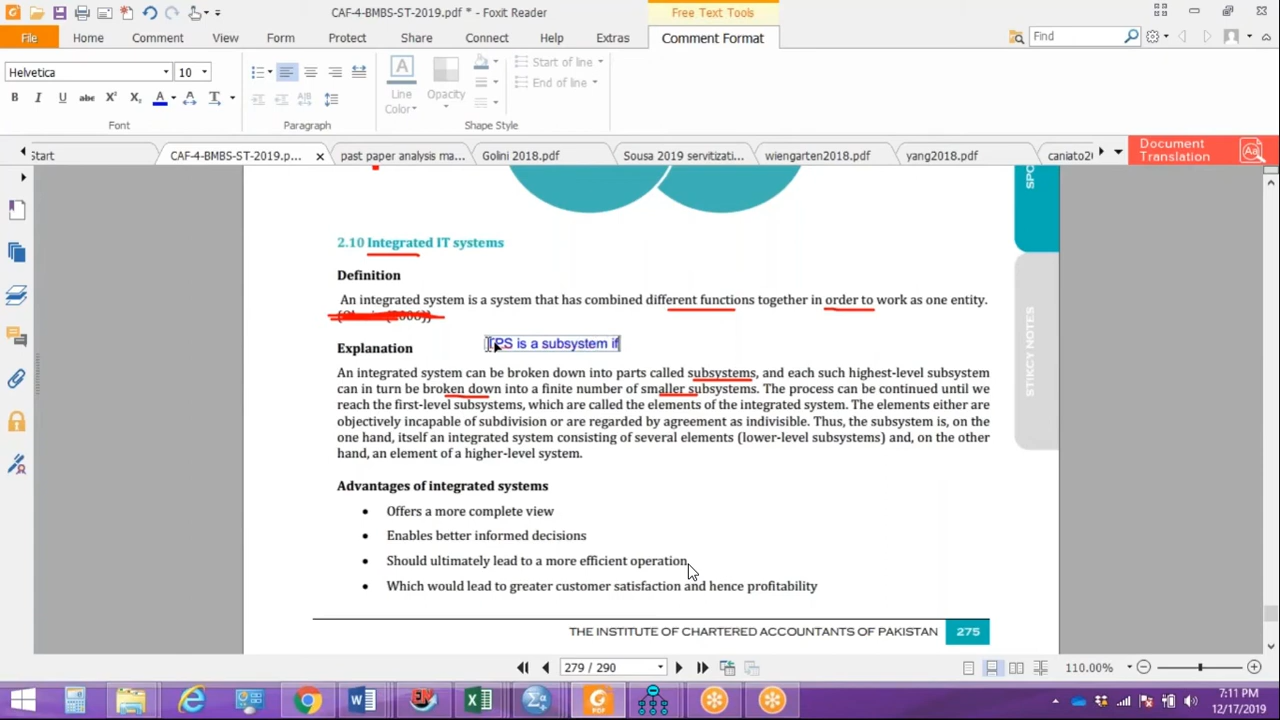 CAF-4-BMBS-ST-2019.pdf * - Foxit Reader
Free Text Tools
File
Home
Comment
View
Form
Protect
Share
Connect
Help
Extras
Comment Format
Find
Helvetica
10
Line
Color
Opacity
Start of line
End of line
B I U abc X² X₂ A A T
Font
Paragraph
Shape Style
Start
CAF-4-BMBS-ST-2019.p...
past paper analysis ma...
Golini 2018.pdf
Sousa 2019 servitizati...
wiengarten2018.pdf
yang2018.pdf
caniato20
Document
Translation
SPO
2.10 Integrated IT systems
Definition
An integrated system is a system that has combined different functions together in order to work as one entity.
TPS is a subsystem if
Explanation
An integrated system can be broken down into parts called subsystems, and each such highest-level subsystem
can in turn be broken down into a finite number of smaller subsystems. The process can be continued until we
reach the first-level subsystems, which are called the elements of the integrated system. The elements either are
objectively incapable of subdivision or are regarded by agreement as indivisible. Thus, the subsystem is, on the
one hand, itself an integrated system consisting of several elements (lower-level subsystems) and, on the other
hand, an element of a higher-level system.
STICKY NOTES
Advantages of integrated systems
• Offers a more complete view
• Enables better informed decisions
• Should ultimately lead to a more efficient operation
• Which would lead to greater customer satisfaction and hence profitability
THE INSTITUTE OF CHARTERED ACCOUNTANTS OF PAKISTAN 275
279 / 290
110.00%
7:11 PM
12/17/2019